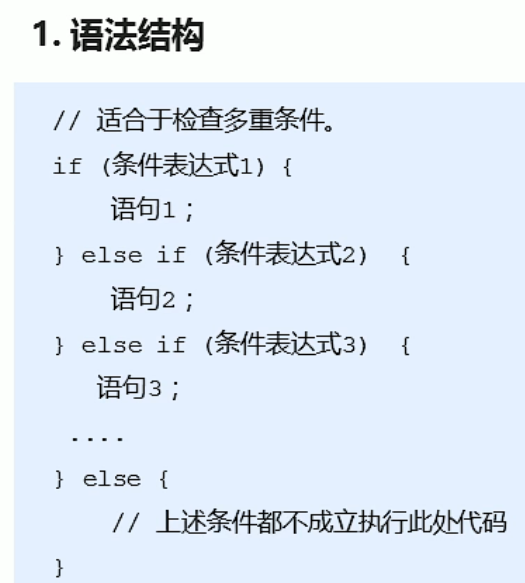 1. 语法结构
// 适合于检查多重条件。
if (条件表达式1) {
语句1；
} else if (条件表达式2) {
语句2；
} else if (条件表达式3) {
语句3；
....
} else {
// 上述条件都不成立执行此处代码
}